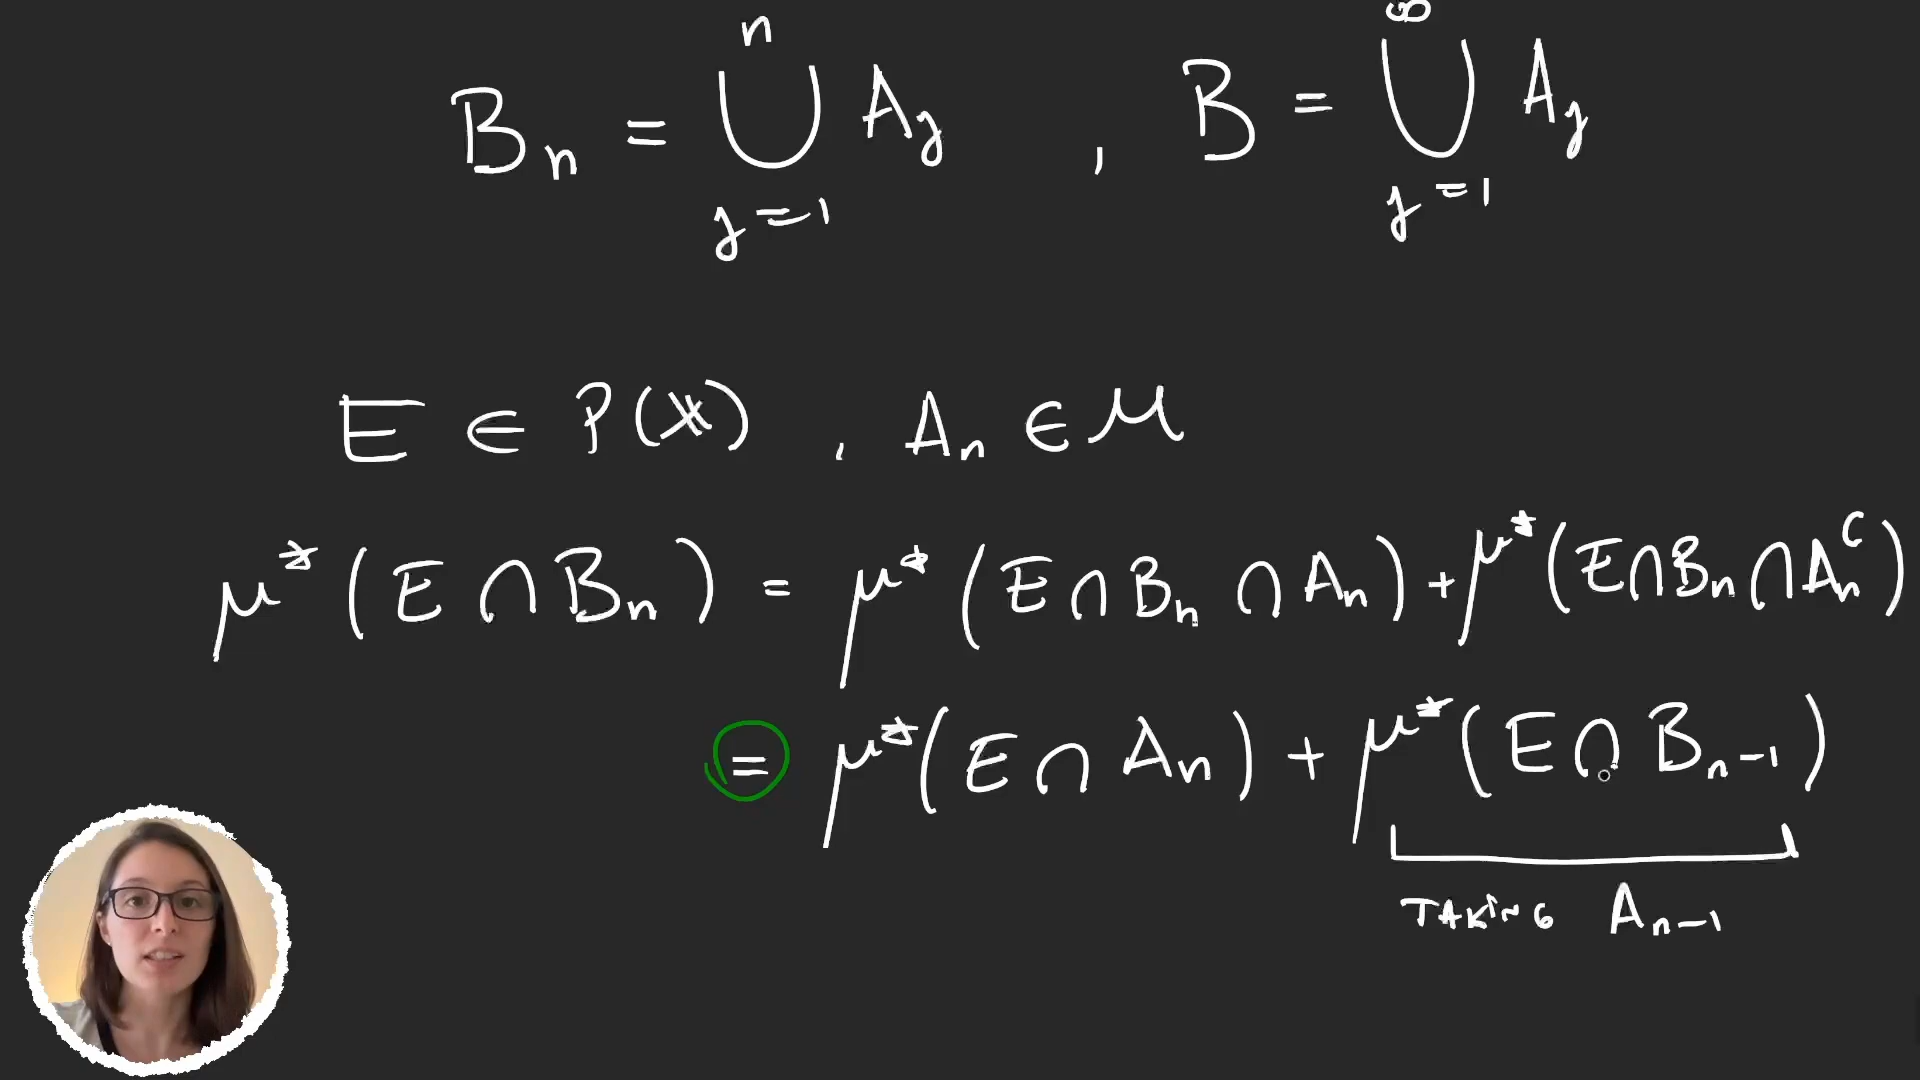 n ∞
B_n = ⋃ A_j , B = ⋃ A_j
j=1 j=1
E ∈ P(X) , A_n ∈ M
μ*(E ∩ B_n) = μ*(E ∩ B_n ∩ A_n) + μ*(E ∩ B_n ∩ A_n^C)
= μ*(E ∩ A_n) + μ*(E ∩ B_{n-1})
TAKING A_{n-1}